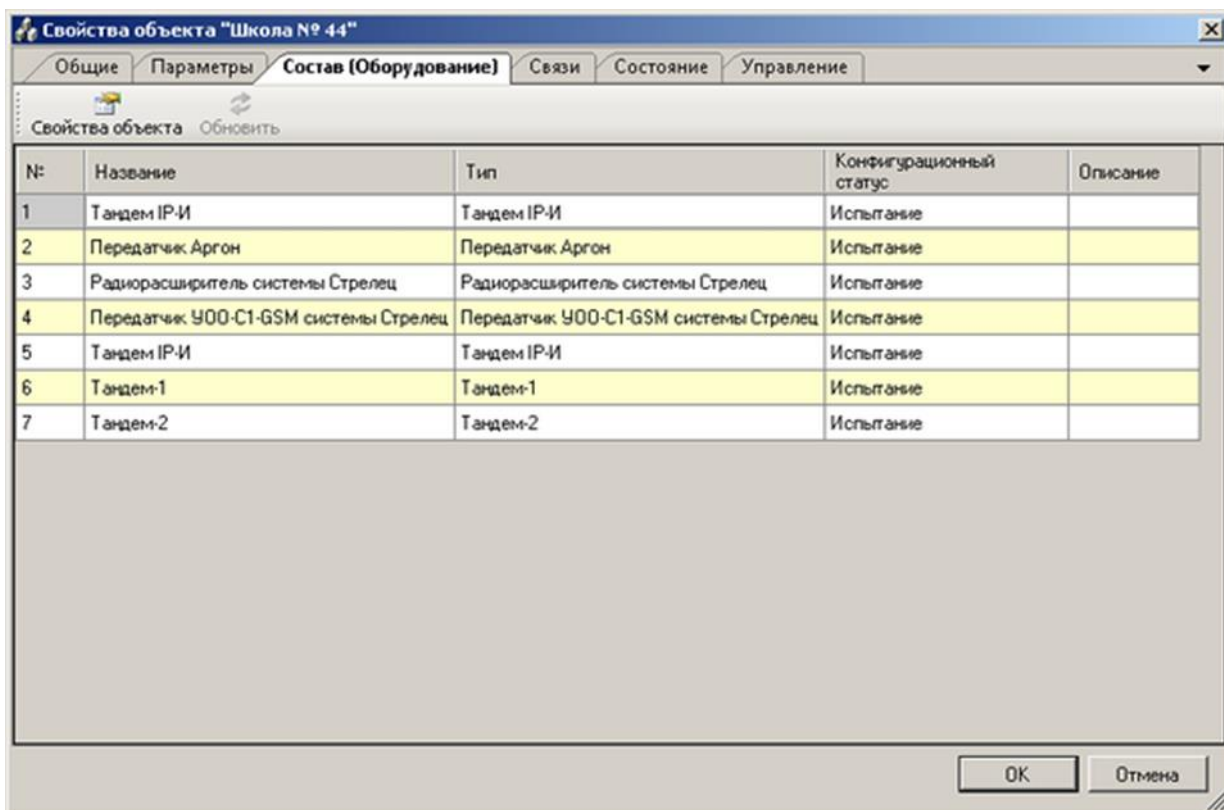 Свойства объекта "Школа № 44"
Общие Параметры Состав (Оборудование) Связи Состояние Управление
Свойства объекта Обновить
№ Название Тип Конфигурационный статус Описание
1 Тандем IP-И Тандем IP-И Испытание
2 Передатчик Аргон Передатчик Аргон Испытание
3 Радиорасширитель системы Стрелец Радиорасширитель системы Стрелец Испытание
4 Передатчик УОО-С1-GSM системы Стрелец Передатчик УОО-С1-GSM системы Стрелец Испытание
5 Тандем IP-И Тандем IP-И Испытание
6 Тандем-1 Тандем-1 Испытание
7 Тандем-2 Тандем-2 Испытание
ОК Отмена